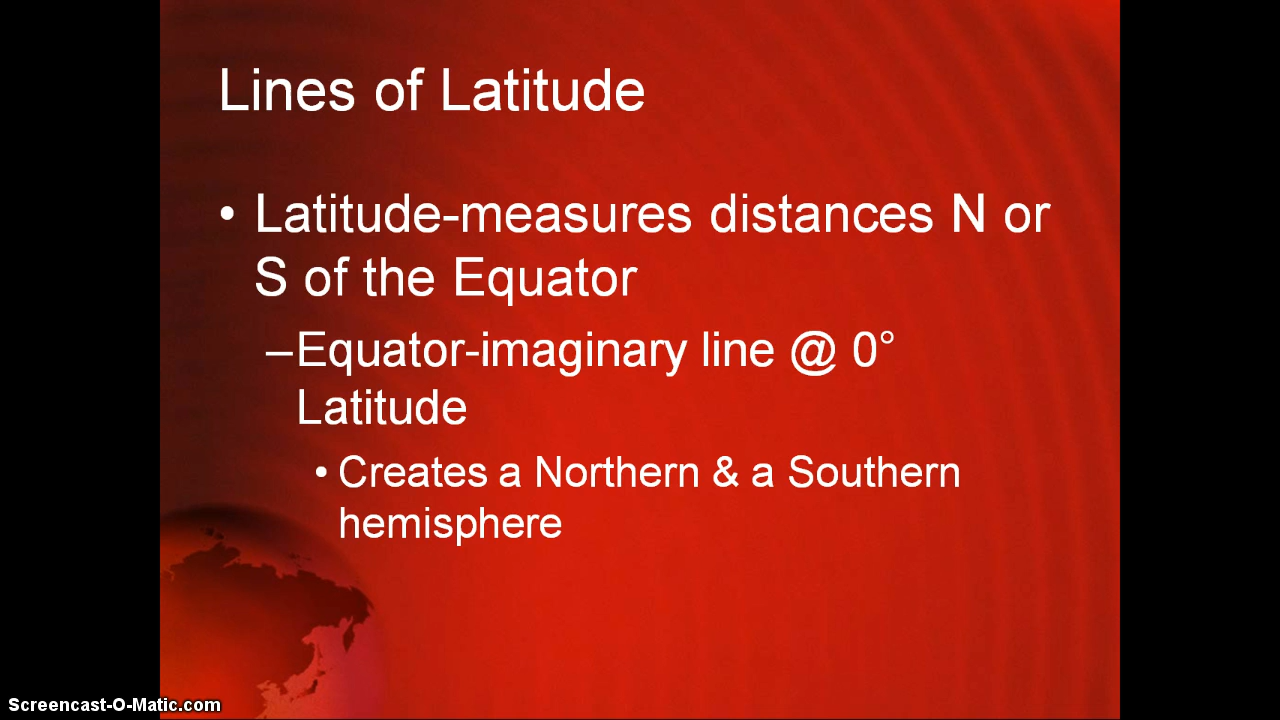 Lines of Latitude
• Latitude-measures distances N or
S of the Equator
–Equator-imaginary line @ 0°
Latitude
• Creates a Northern & a Southern
hemisphere
Screencast-O-Matic.com